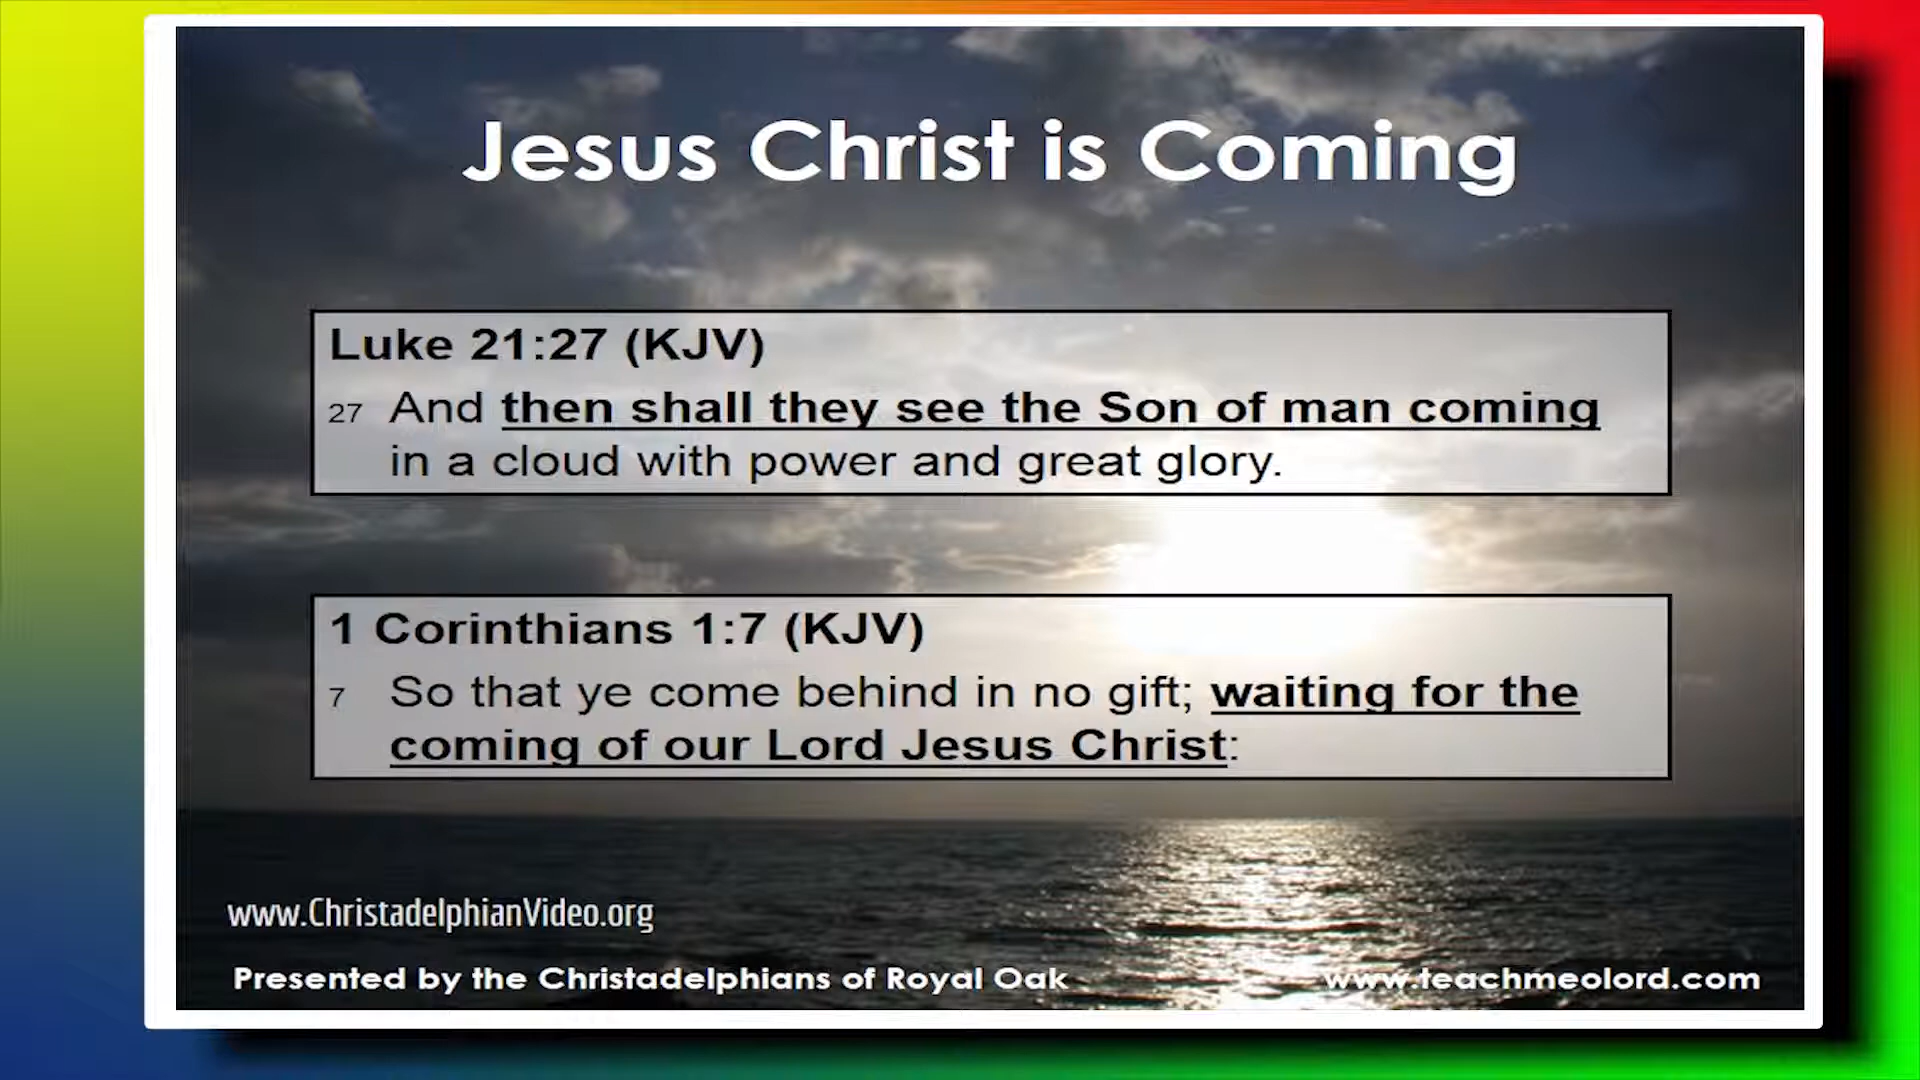 Jesus Christ is Coming
Luke 21:27 (KJV)
27 And then shall they see the Son of man coming
in a cloud with power and great glory.
1 Corinthians 1:7 (KJV)
7 So that ye come behind in no gift; waiting for the
coming of our Lord Jesus Christ:
www.ChristadelphianVideo.org
Presented by the Christadelphians of Royal Oak
www.teachmeolord.com